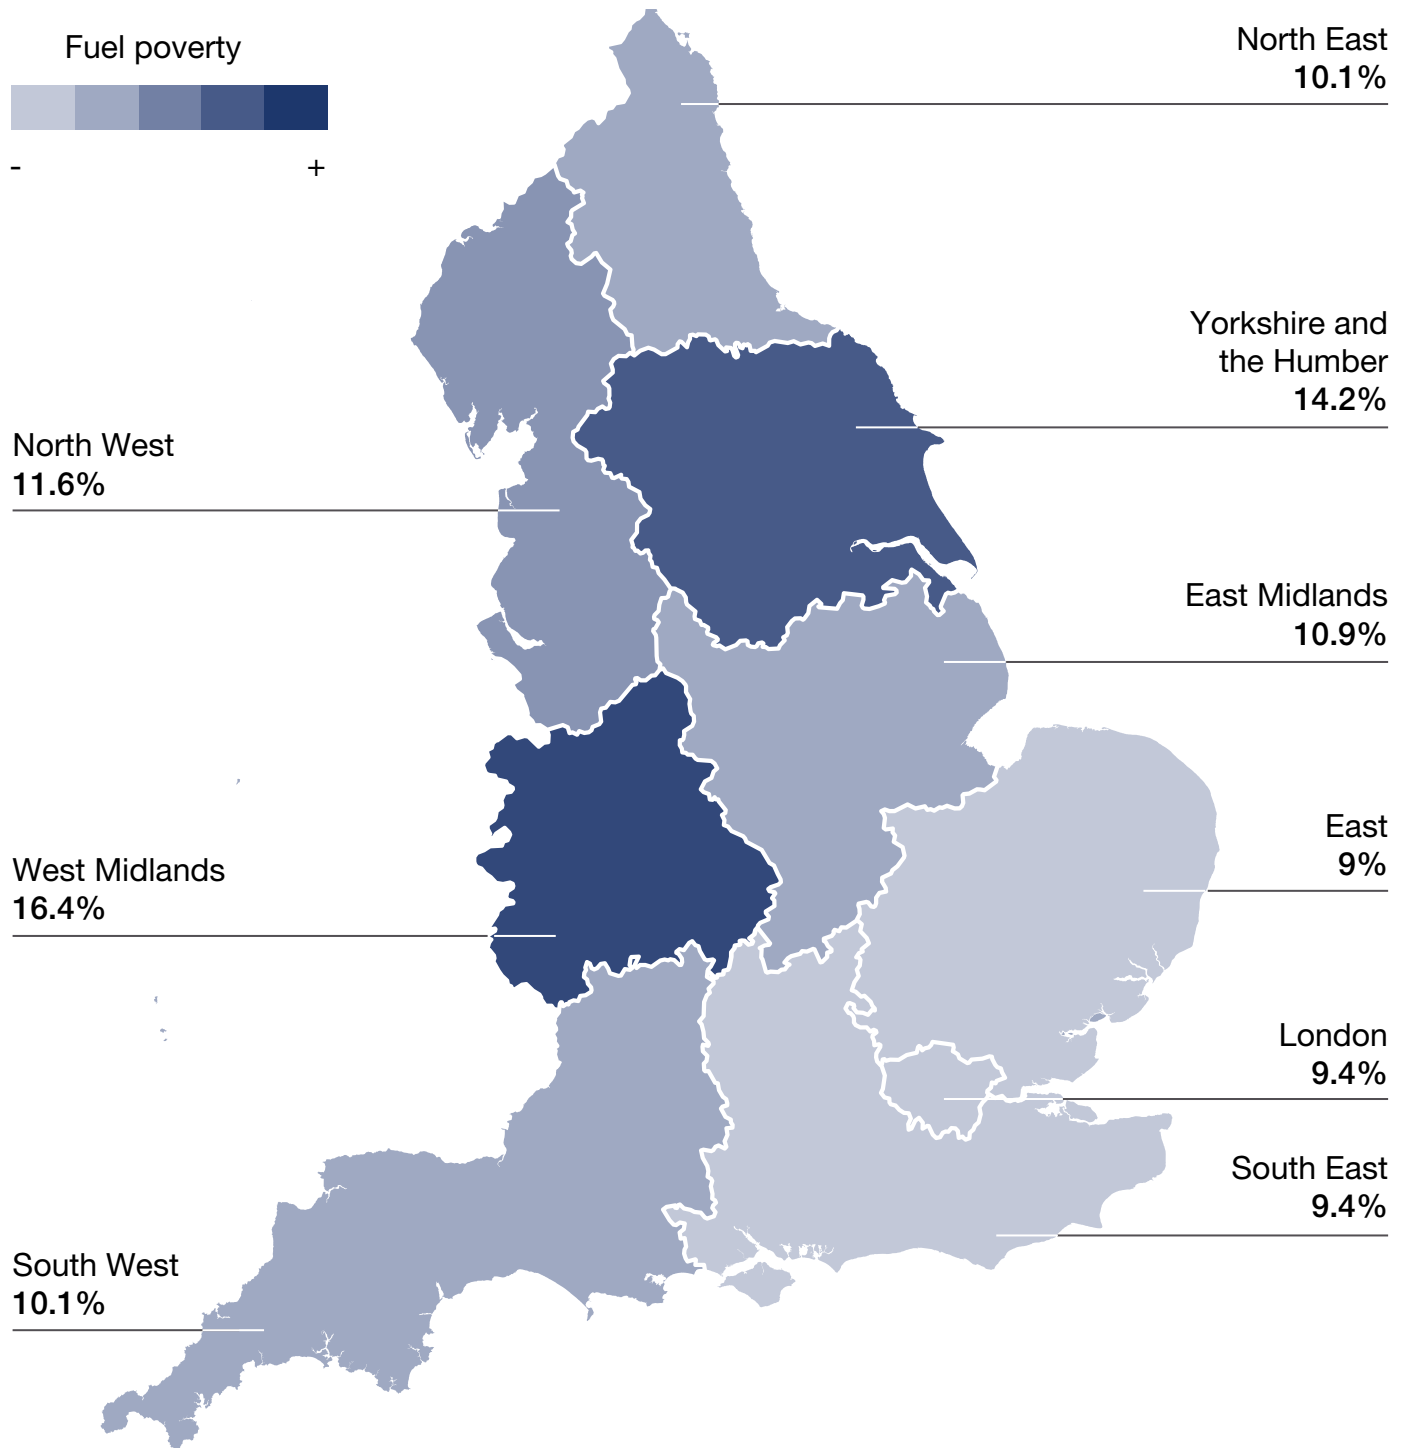 Fuel poverty
-
+
North East
10.1%
Yorkshire and
the Humber
14.2%
North West
11.6%
East Midlands
10.9%
East
9%
West Midlands
16.4%
London
9.4%
South East
9.4%
South West
10.1%